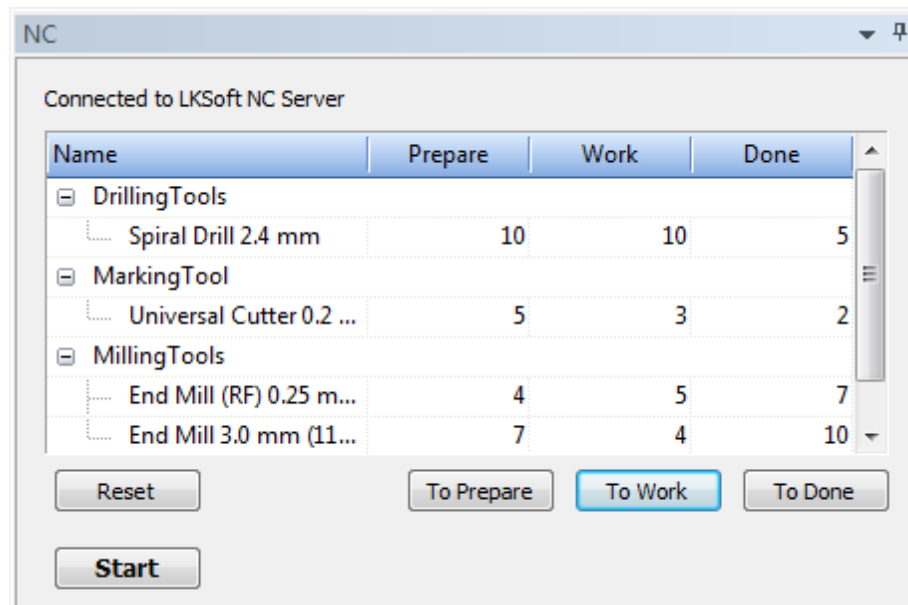 NC
Connected to LKSoft NC Server
Name Prepare Work Done
DrillingTools
Spiral Drill 2.4 mm 10 10 5
MarkingTool
Universal Cutter 0.2 ... 5 3 2
MillingTools
End Mill (RF) 0.25 m... 4 5 7
End Mill 3.0 mm (11... 7 4 10
Reset To Prepare To Work To Done
Start